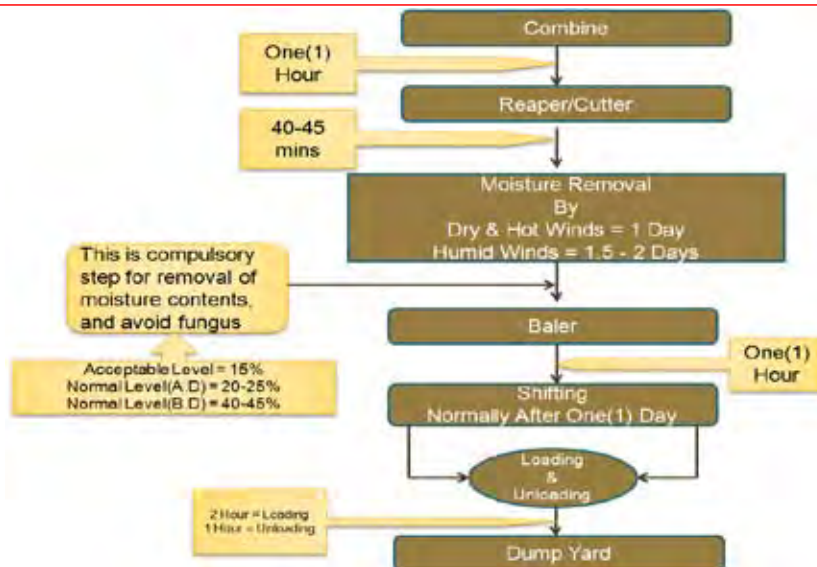 Combine
One(1)
Hour
Reaper/Cutter
40-45
mins
Moisture Removal
By
Dry & Hot Winds = 1 Day
Humid Winds = 1.5 - 2 Days
This is compulsory
step for removal of
moisture contents,
and avoid fungus
Baler
Acceptable Level = 15%
Normal Level(A.D) = 20-25%
Normal Level(B.D) = 40-45%
One(1)
Hour
Shifting
Normally After One(1) Day
Loading
&
Unloading
2 Hour = Loading
1 Hour = Unloading
Dump Yard